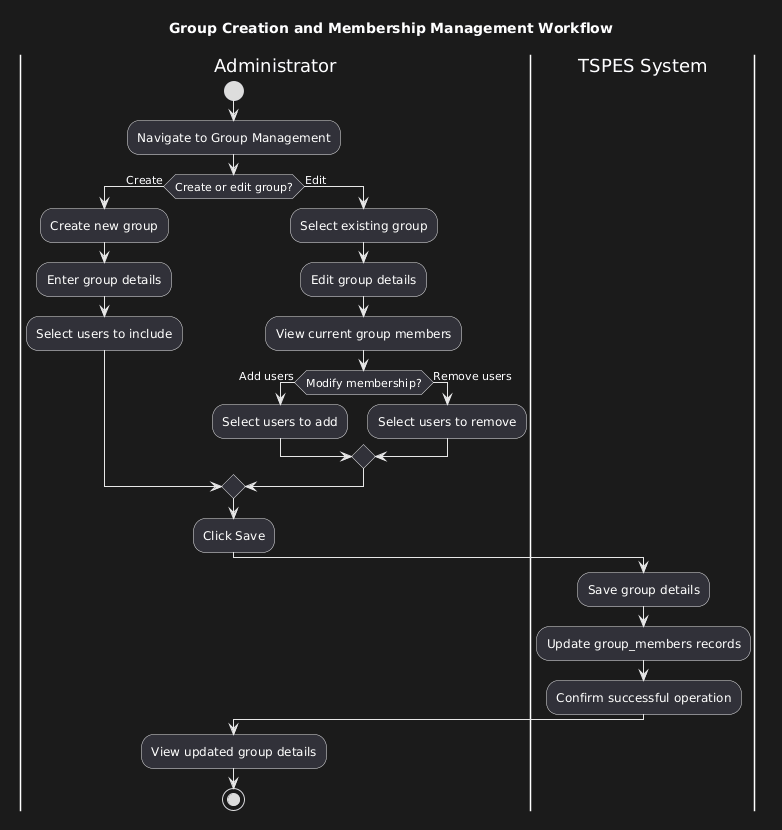 Group Creation and Membership Management Workflow
Administrator
TSPES System
Navigate to Group Management
Create
Create or edit group?
Edit
Create new group
Select existing group
Enter group details
Edit group details
Select users to include
View current group members
Add users
Modify membership?
Remove users
Select users to add
Select users to remove
Click Save
Save group details
Update group_members records
Confirm successful operation
View updated group details